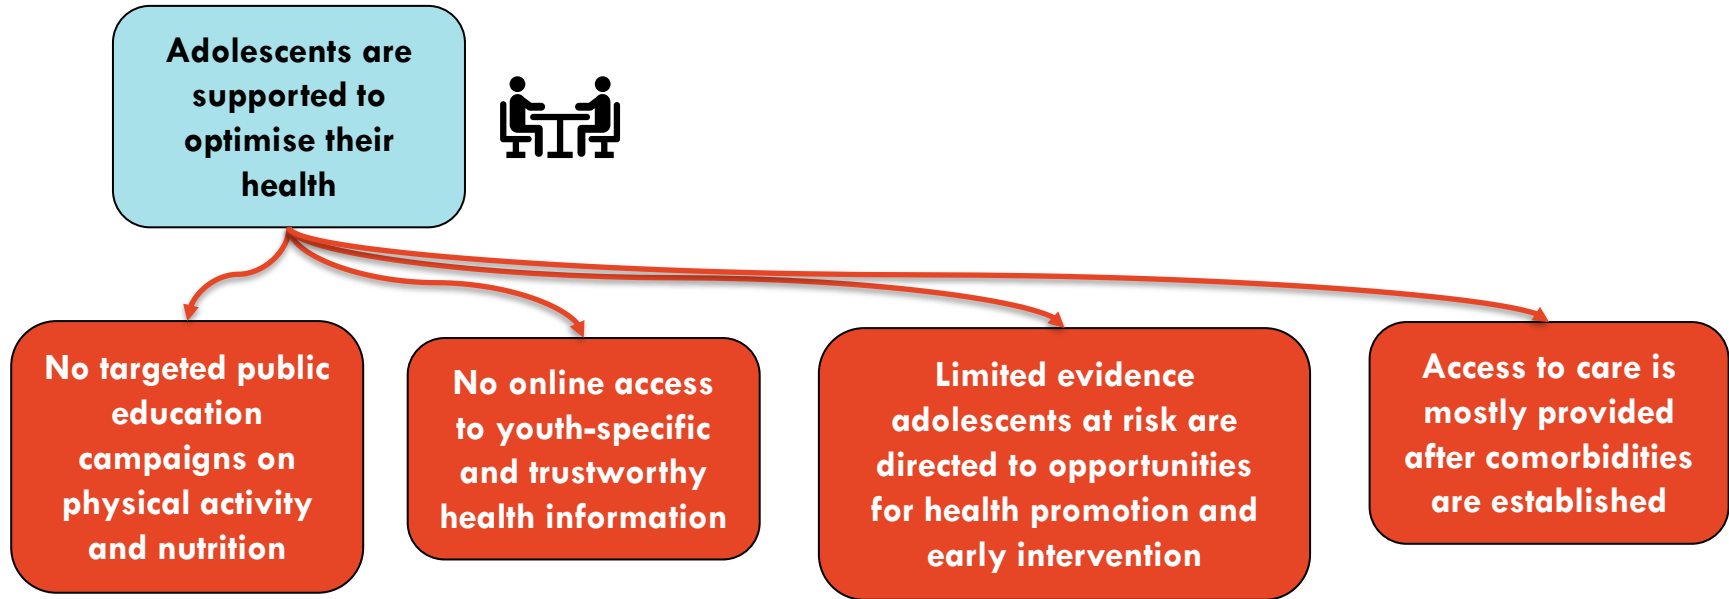 Adolescents are
supported to
optimise their
health
No targeted public
education
campaigns on
physical activity
and nutrition
No online access
to youth-specific
and trustworthy
health information
Limited evidence
adolescents at risk are
directed to opportunities
for health promotion and
early intervention
Access to care is
mostly provided
after comorbidities
are established